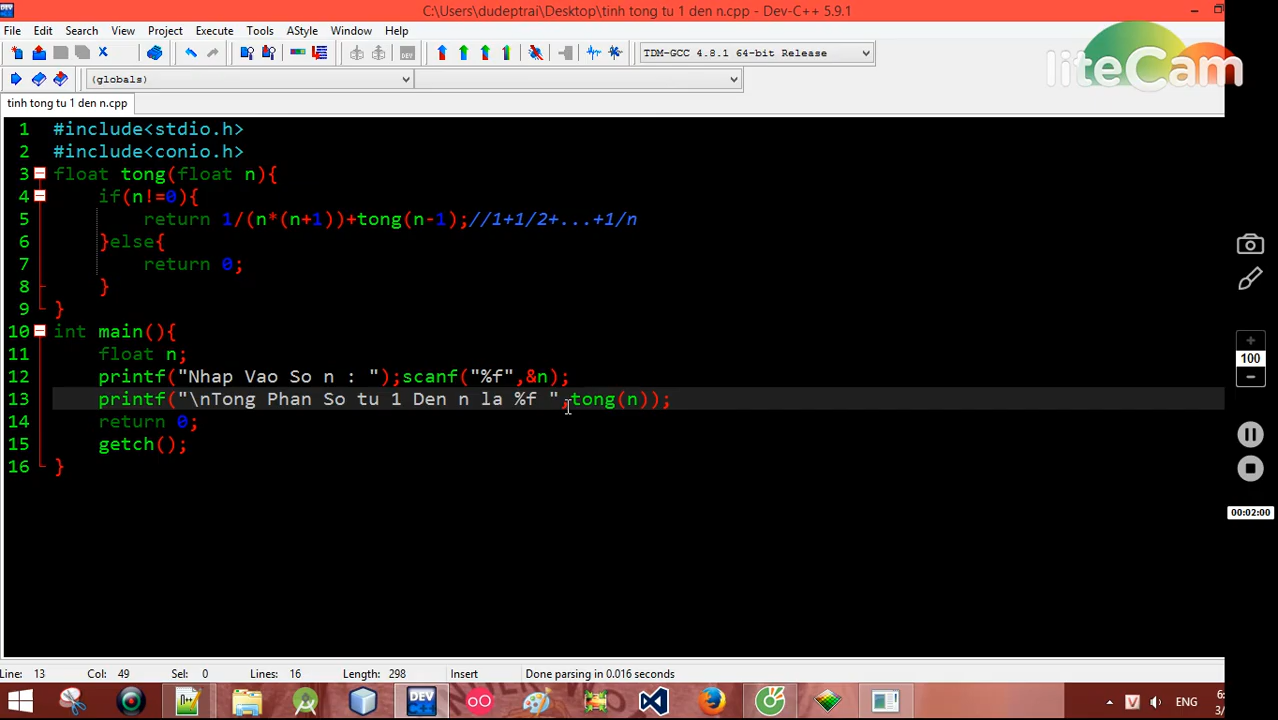 C:\Users\dudeptrai\Desktop\tinh tong tu 1 den n.cpp - Dev-C++ 5.9.1
File Edit Search View Project Execute Tools AStyle Window Help
TDM-GCC 4.8.1 64-bit Release
liteCam
(globals)
tinh tong tu 1 den n.cpp
1 #include<stdio.h>
2 #include<conio.h>
3 float tong(float n){
4 if(n!=0){
5 return 1/(n*(n+1))+tong(n-1);//1+1/2+...+1/n
6 }else{
7 return 0;
8 }
9 }
10 int main(){
11 float n;
12 printf("Nhap Vao So n : ");scanf("%f",&n);
13 printf("\nTong Phan So tu 1 Den n la %f ",tong(n));
14 return 0;
15 getch();
16 }
100
00:02:00
Line: 13 Col: 49 Sel: 0 Lines: 16 Length: 298 Insert Done parsing in 0.016 seconds
DEV
V ENG